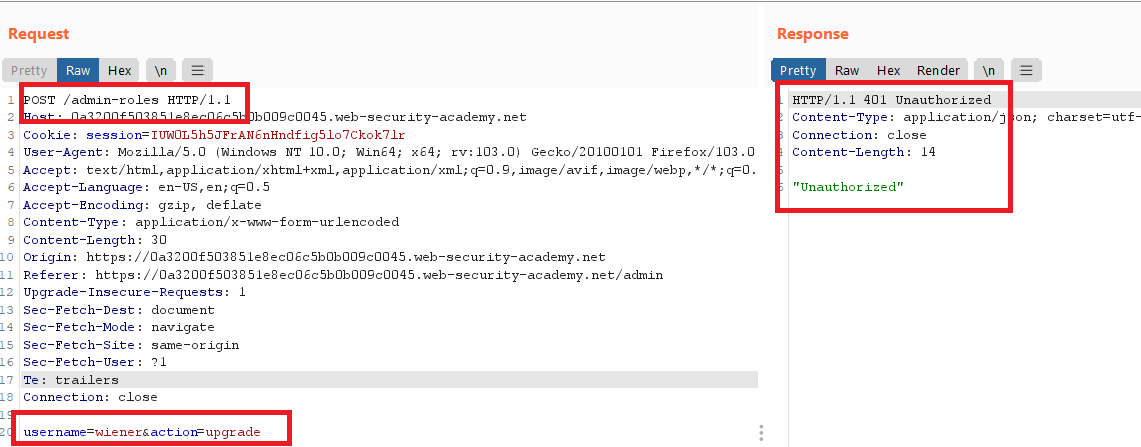 Request
Pretty Raw Hex \n
1 POST /admin-roles HTTP/1.1
2 Host: 0a3200f503851e8ec06c5b0b009c0045.web-security-academy.net
3 Cookie: session=IUW0L5h5JFrAN6nHndfig5lo7Ckok7lr
4 User-Agent: Mozilla/5.0 (Windows NT 10.0; Win64; x64; rv:103.0) Gecko/20100101 Firefox/103.0
5 Accept: text/html,application/xhtml+xml,application/xml;q=0.9,image/avif,image/webp,*/*;q=0.
6 Accept-Language: en-US,en;q=0.5
7 Accept-Encoding: gzip, deflate
8 Content-Type: application/x-www-form-urlencoded
9 Content-Length: 30
10 Origin: https://0a3200f503851e8ec06c5b0b009c0045.web-security-academy.net
11 Referer: https://0a3200f503851e8ec06c5b0b009c0045.web-security-academy.net/admin
12 Upgrade-Insecure-Requests: 1
13 Sec-Fetch-Dest: document
14 Sec-Fetch-Mode: navigate
15 Sec-Fetch-Site: same-origin
16 Sec-Fetch-User: ?1
17 Te: trailers
18 Connection: close
19
20 username=wiener&action=upgrade
Response
Pretty Raw Hex Render \n
1 HTTP/1.1 401 Unauthorized
2 Content-Type: application/json; charset=utf-
3 Connection: close
4 Content-Length: 14
5
6 "Unauthorized"